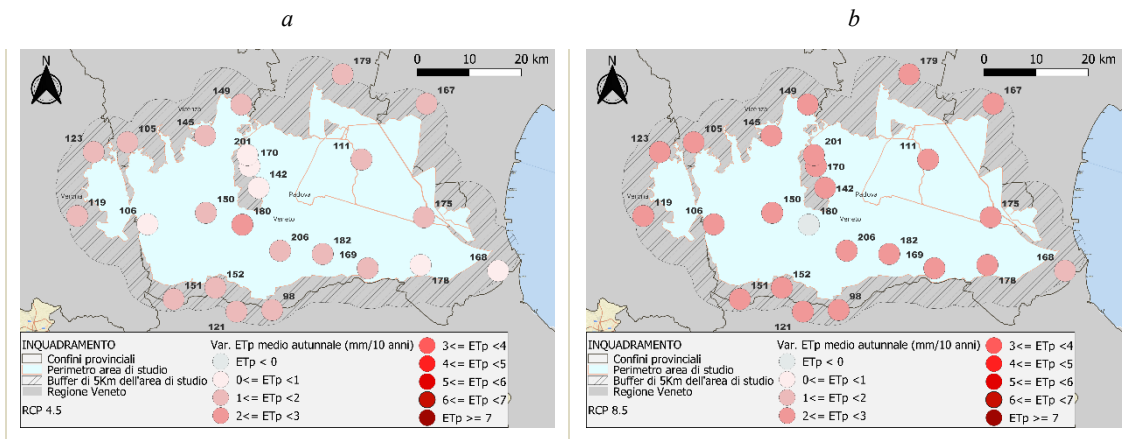 a
N
0 10 20 km
179
167
149
145
105
123
201
170
111
142
Vicenza
Verona
Padova
Veneto
119
106
150
180
175
206
182
169
178
168
152
151
98
121
INQUADRAMENTO
Confini provinciali
Perimetro area di studio
Buffer di 5Km dell'area di studio
Regione Veneto
RCP 4.5
Var. ETp medio autunnale (mm/10 anni)
ETp < 0
0<= ETp <1
1<= ETp <2
2<= ETp <3
3<= ETp <4
4<= ETp <5
5<= ETp <6
6<= ETp <7
ETp >= 7
b
N
0 10 20 km
179
167
149
145
105
123
201
170
111
142
Vicenza
Verona
Padova
Veneto
119
106
150
180
175
206
182
169
178
168
152
151
98
121
INQUADRAMENTO
Confini provinciali
Perimetro area di studio
Buffer di 5Km dell'area di studio
Regione Veneto
RCP 8.5
Var. ETp medio autunnale (mm/10 anni)
ETp < 0
0<= ETp <1
1<= ETp <2
2<= ETp <3
3<= ETp <4
4<= ETp <5
5<= ETp <6
6<= ETp <7
ETp >= 7